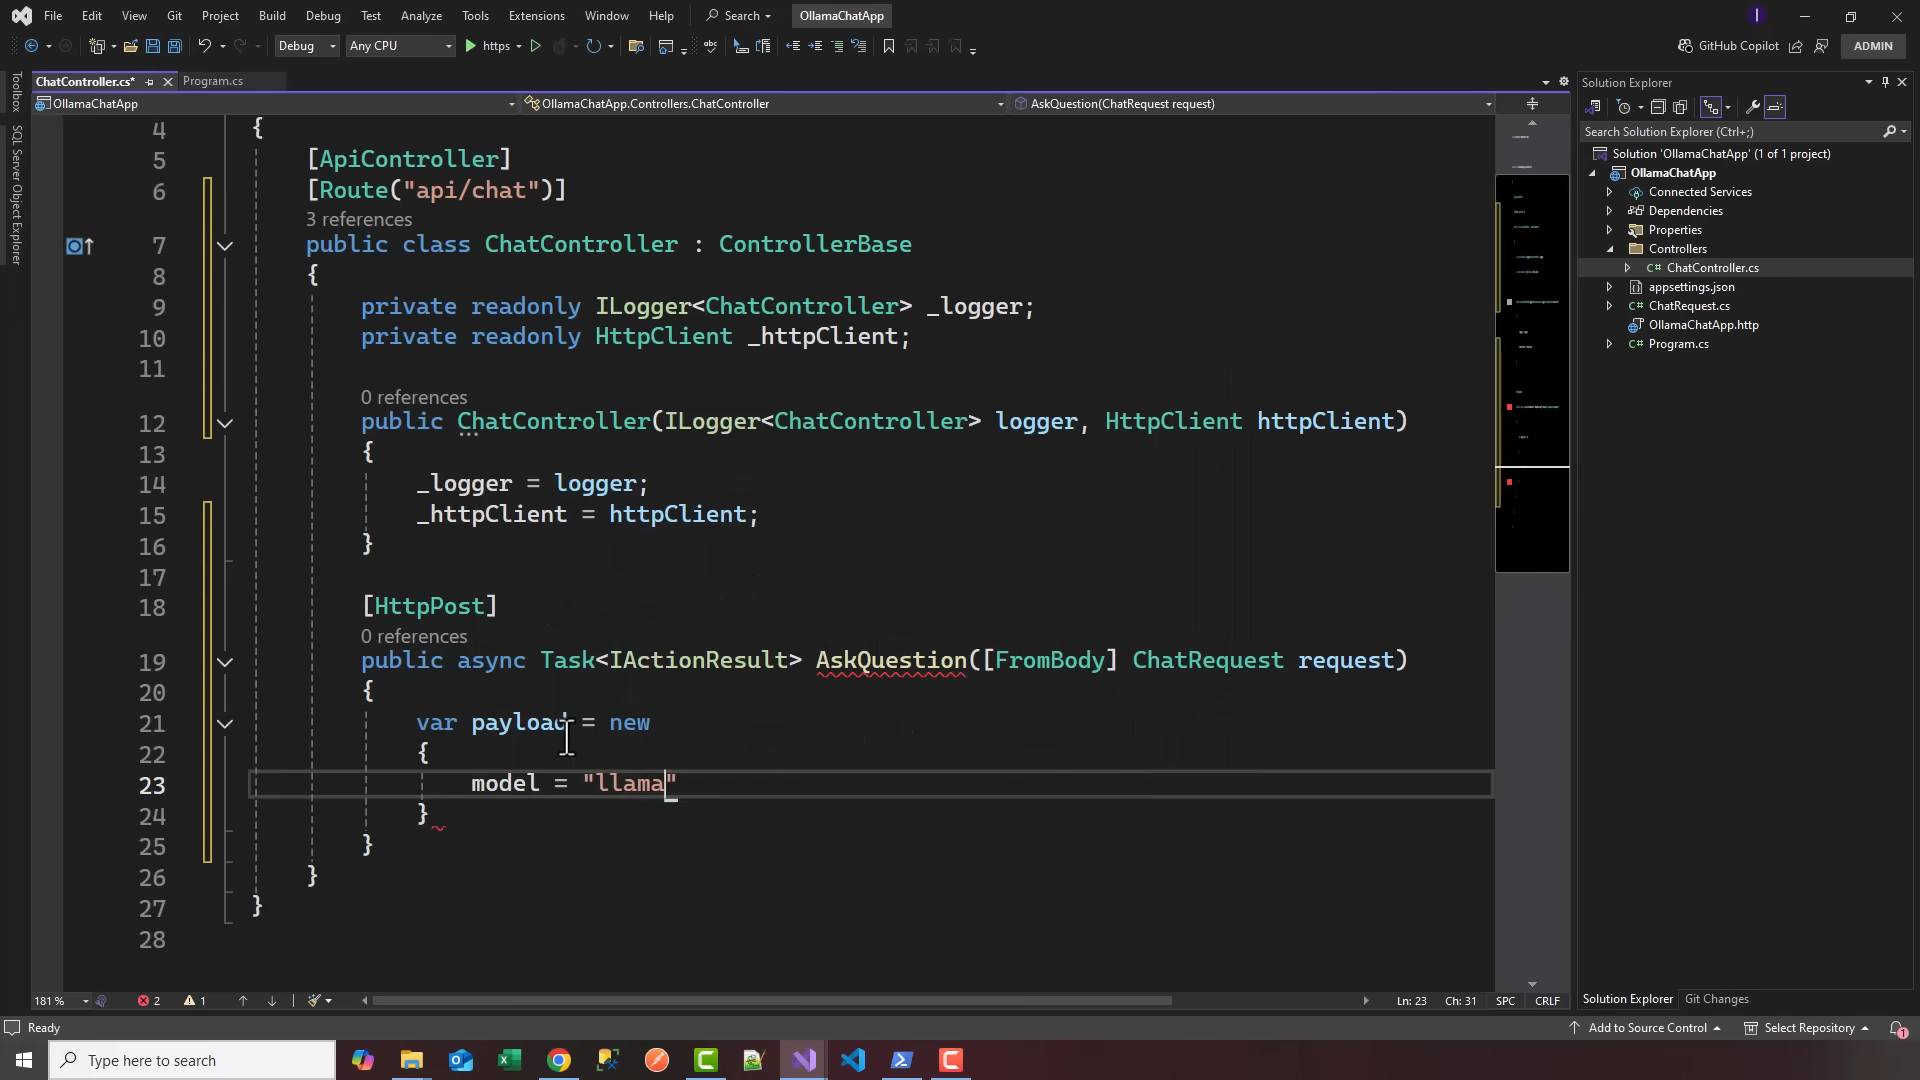 File Edit View Git Project Build Debug Test Analyze Tools Extensions Window Help Search OllamaChatApp
Debug Any CPU https GitHub Copilot ADMIN
ChatController.cs* Program.cs
OllamaChatApp OllamaChatApp.Controllers.ChatController AskQuestion(ChatRequest request)
Toolbox
SQL Server Object Explorer
4 {
5 [ApiController]
6 [Route("api/chat")]
3 references
7 public class ChatController : ControllerBase
8 {
9 private readonly ILogger<ChatController> _logger;
10 private readonly HttpClient _httpClient;
11
0 references
12 public ChatController(ILogger<ChatController> logger, HttpClient httpClient)
13 {
14 _logger = logger;
15 _httpClient = httpClient;
16 }
17
18 [HttpPost]
0 references
19 public async Task<IActionResult> AskQuestion([FromBody] ChatRequest request)
20 {
21 var payload = new
22 {
23 model = "llama"
24 }
25 }
26 }
27 }
28
181 % 2 1 Ln: 23 Ch: 31 SPC CRLF
Solution Explorer
Search Solution Explorer (Ctrl+;)
Solution 'OllamaChatApp' (1 of 1 project)
OllamaChatApp
Connected Services
Dependencies
Properties
Controllers
C# ChatController.cs
appsettings.json
C# ChatRequest.cs
OllamaChatApp.http
C# Program.cs
Solution Explorer Git Changes
Ready Add to Source Control Select Repository 1
Type here to search